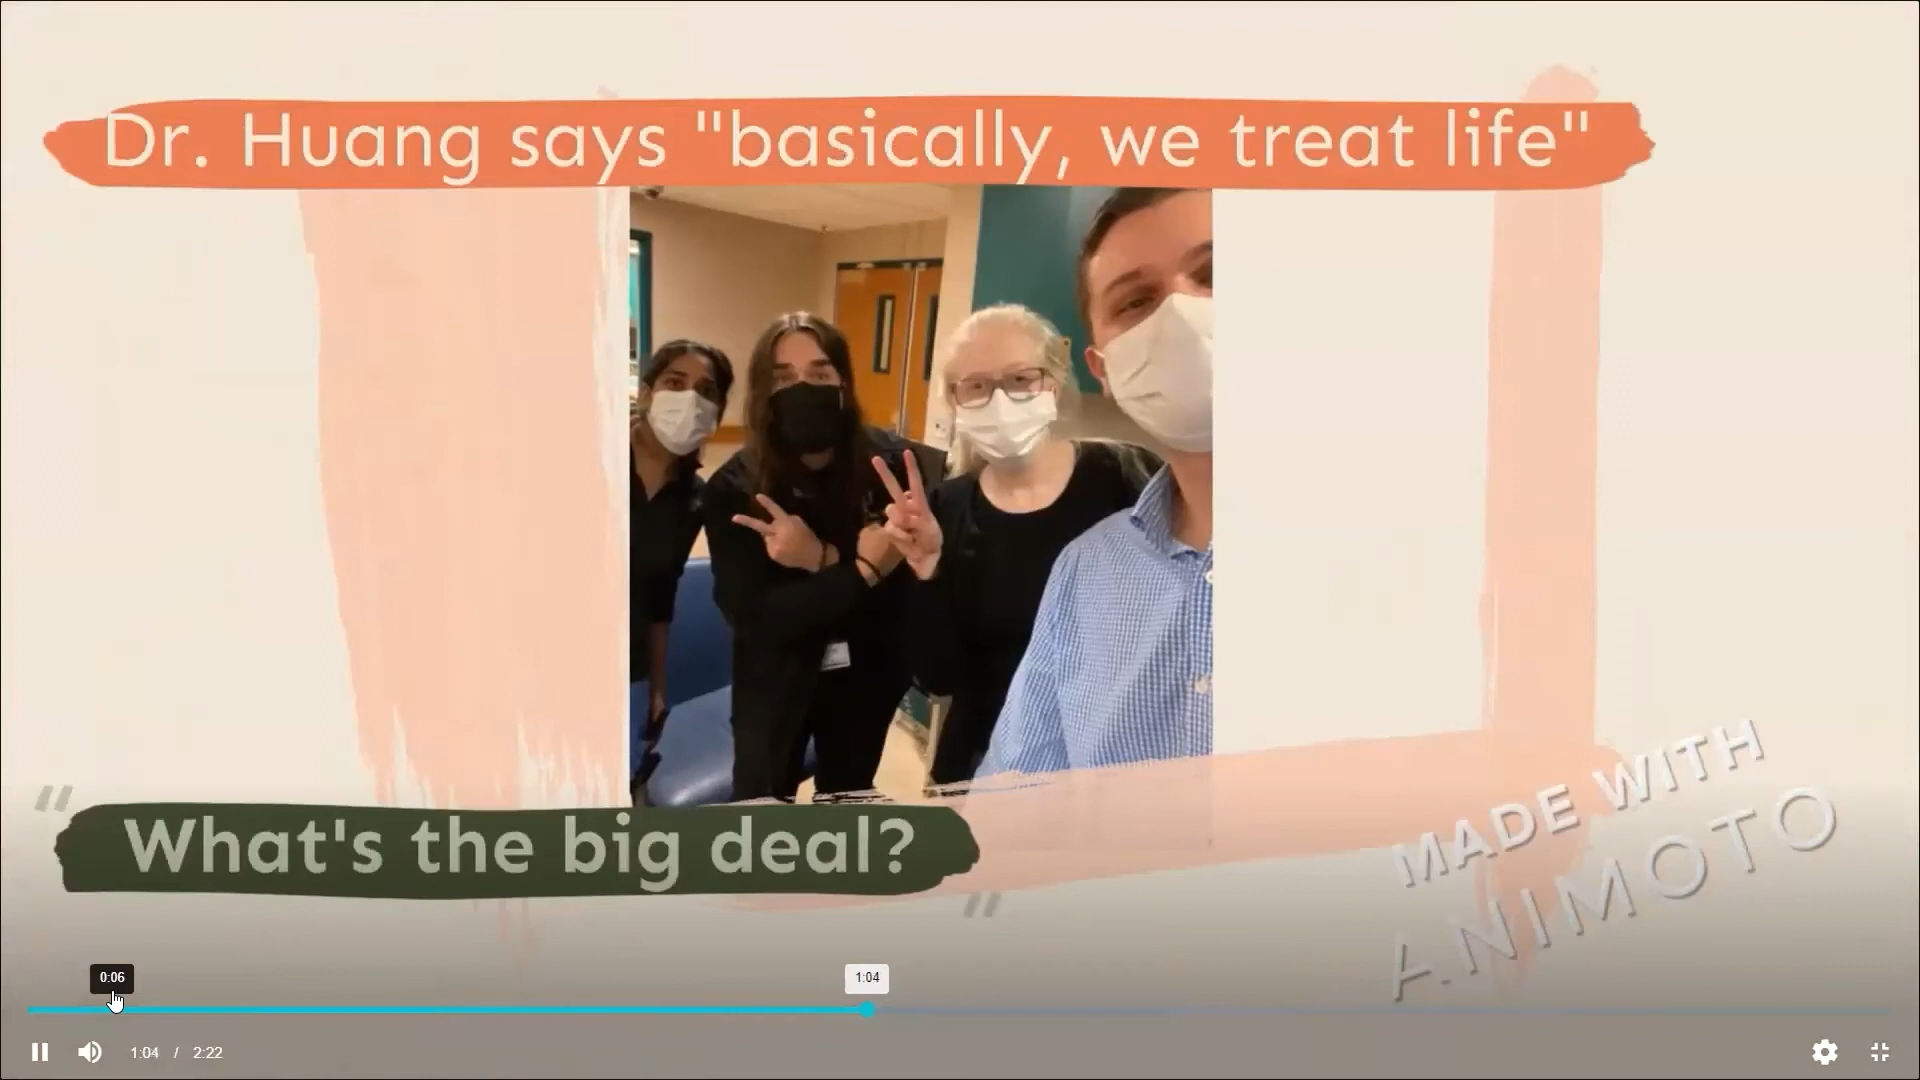 Dr. Huang says "basically, we treat life"
"
What's the big deal?
"
MADE WITH
ANIMOTO
0:06
1:04
1:04 / 2:22